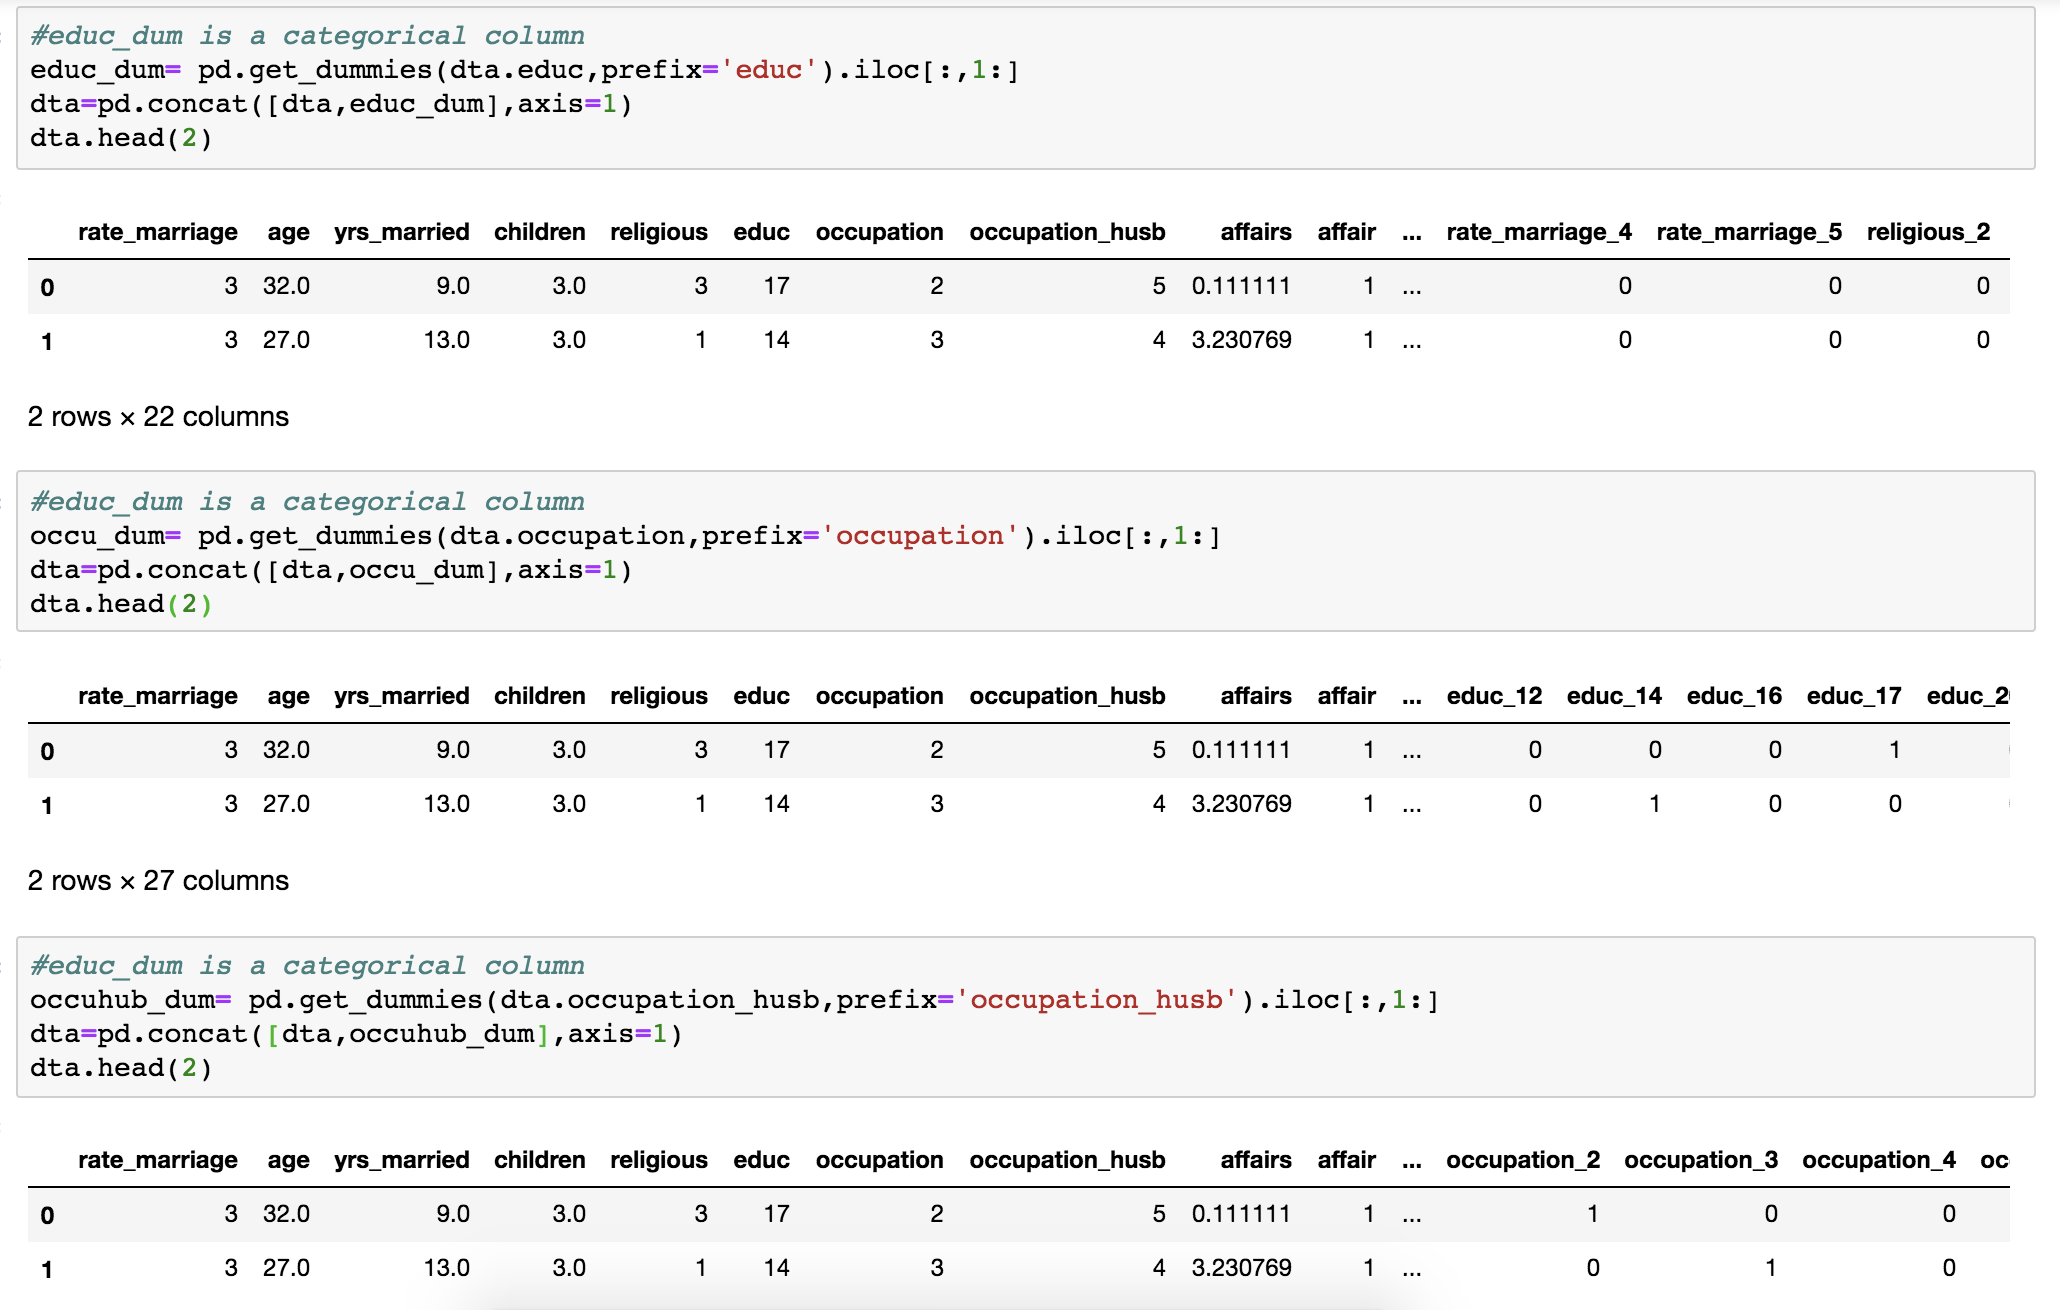 #educ_dum is a categorical column
educ_dum= pd.get_dummies(dta.educ,prefix='educ').iloc[:,1:]
dta=pd.concat([dta,educ_dum],axis=1)
dta.head(2)
rate_marriage age yrs_married children religious educ occupation occupation_husb affairs affair ... rate_marriage_4 rate_marriage_5 religious_2
0 3 32.0 9.0 3.0 3 17 2 5 0.111111 1 ... 0 0 0
1 3 27.0 13.0 3.0 1 14 3 4 3.230769 1 ... 0 0 0
2 rows × 22 columns
#educ_dum is a categorical column
occu_dum= pd.get_dummies(dta.occupation,prefix='occupation').iloc[:,1:]
dta=pd.concat([dta,occu_dum],axis=1)
dta.head(2)
rate_marriage age yrs_married children religious educ occupation occupation_husb affairs affair ... educ_12 educ_14 educ_16 educ_17
0 3 32.0 9.0 3.0 3 17 2 5 0.111111 1 ... 0 0 0 1
1 3 27.0 13.0 3.0 1 14 3 4 3.230769 1 ... 0 1 0 0
2 rows × 27 columns
#educ_dum is a categorical column
occuhub_dum= pd.get_dummies(dta.occupation_husb,prefix='occupation_husb').iloc[:,1:]
dta=pd.concat([dta,occuhub_dum],axis=1)
dta.head(2)
rate_marriage age yrs_married children religious educ occupation occupation_husb affairs affair ... occupation_2 occupation_3 occupation_4
0 3 32.0 9.0 3.0 3 17 2 5 0.111111 1 ... 1 0 0
1 3 27.0 13.0 3.0 1 14 3 4 3.230769 1 ... 0 1 0